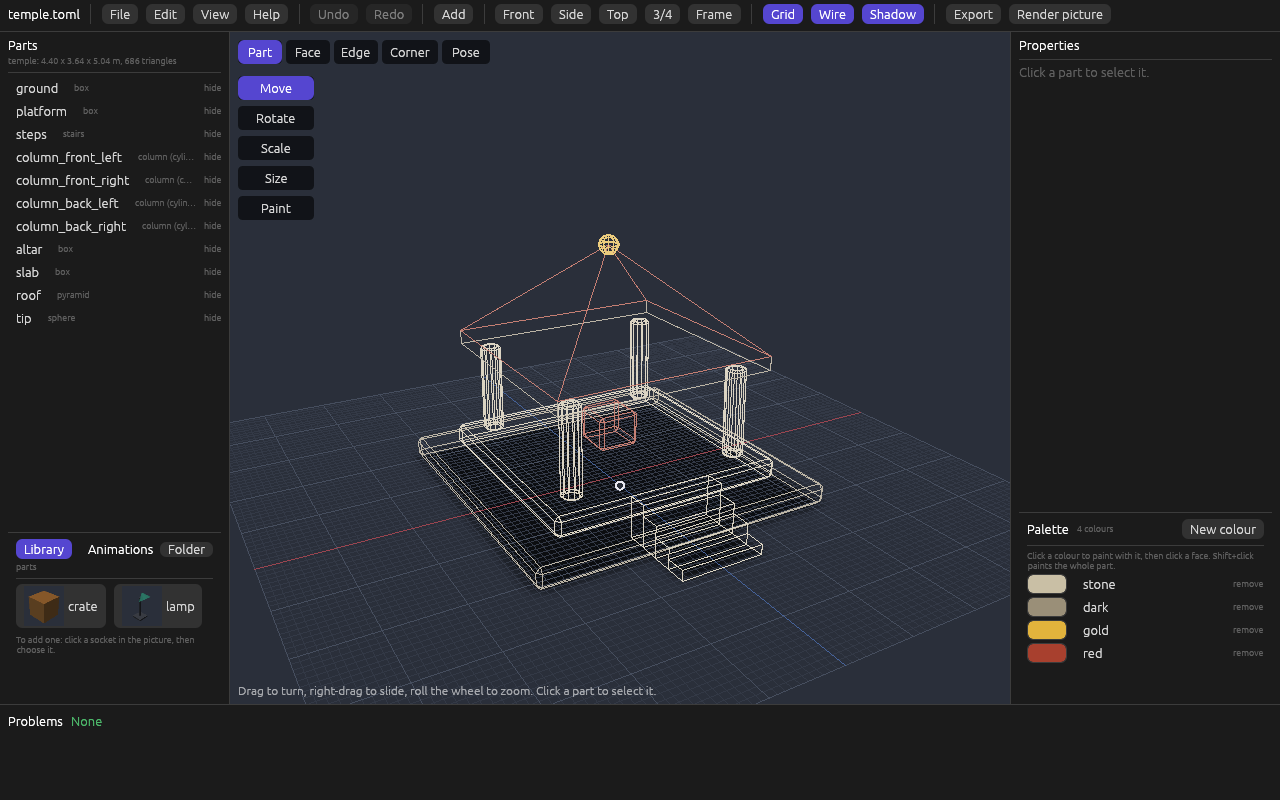 temple.toml File Edit View Help Undo Redo Add Front Side Top 3/4 Frame Grid Wire Shadow Export Render picture
Parts
temple: 4.40 x 3.64 x 5.04 m, 686 triangles
ground box hide
platform box hide
steps stairs hide
column_front_left column (cyli... hide
column_front_right column (c... hide
column_back_left column (cylin... hide
column_back_right column (cyl... hide
altar box hide
slab box hide
roof pyramid hide
tip sphere hide
Library Animations Folder
parts
crate lamp
To add one: click a socket in the picture, then
choose it.
Part Face Edge Corner Pose
Move
Rotate
Scale
Size
Paint
Drag to turn, right-drag to slide, roll the wheel to zoom. Click a part to select it.
Properties
Click a part to select it.
Palette 4 colours New colour
Click a colour to paint with it, then click a face. Shift+click
paints the whole part.
stone remove
dark remove
gold remove
red remove
Problems None